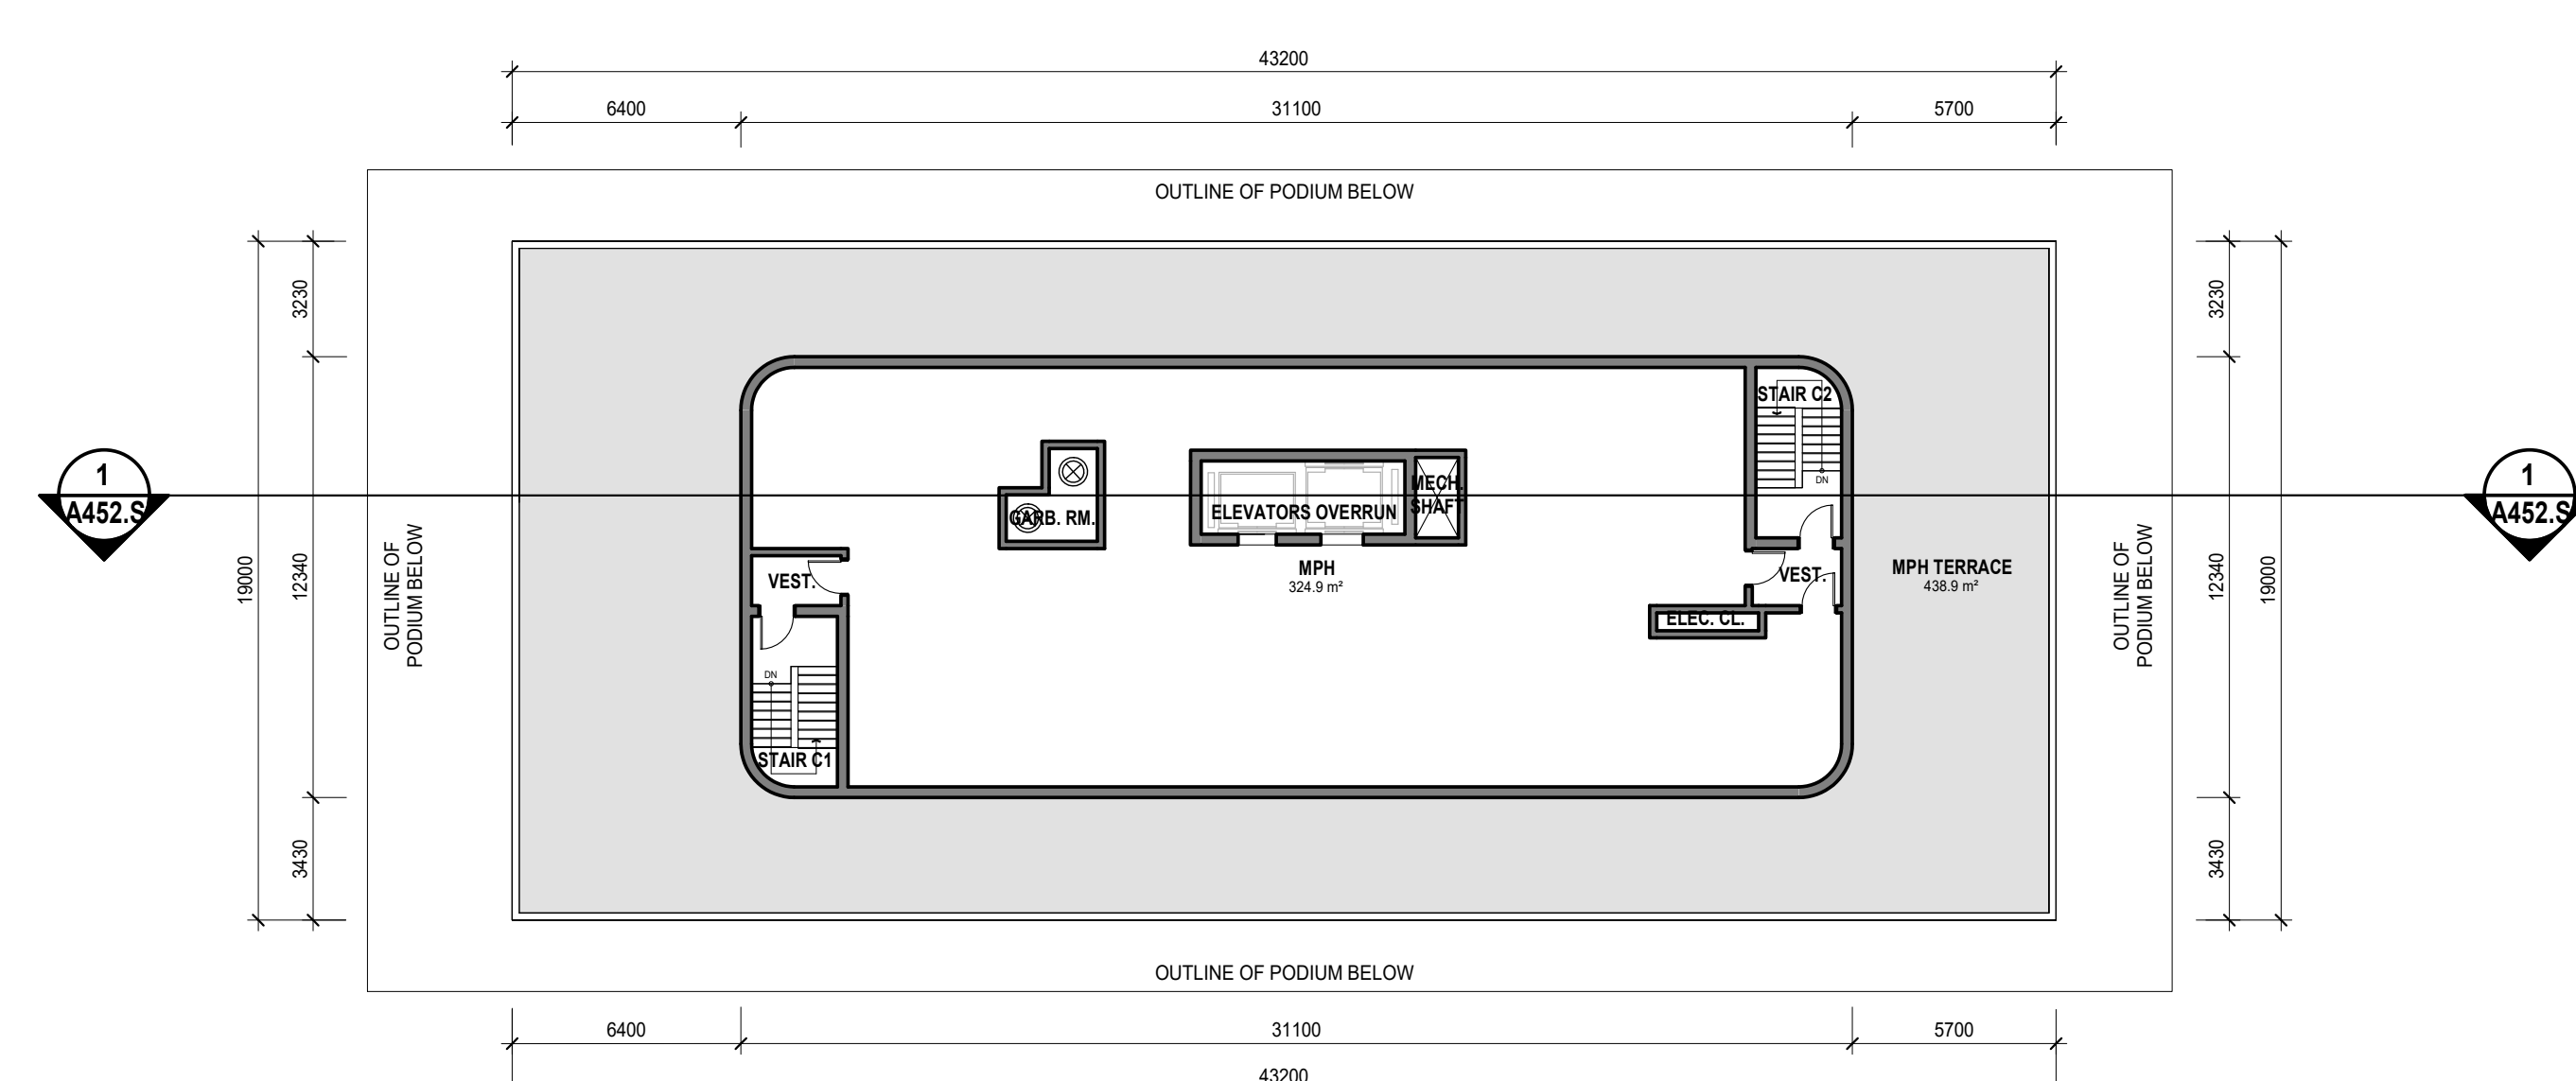 43200
6400 31100 5700
OUTLINE OF PODIUM BELOW
3230
12340
3430
19000
OUTLINE OF
PODIUM BELOW
1
A452.S
STAIR C2
DN
MECH.
SHAFT
ELEVATORS OVERRUN
GARB. RM.
MPH
324.9 m²
VEST.
VEST.
ELEC. CL.
MPH TERRACE
438.9 m²
DN
STAIR C1
OUTLINE OF
PODIUM BELOW
3230
12340
3430
19000
1
A452.S
OUTLINE OF PODIUM BELOW
6400 31100 5700
43200